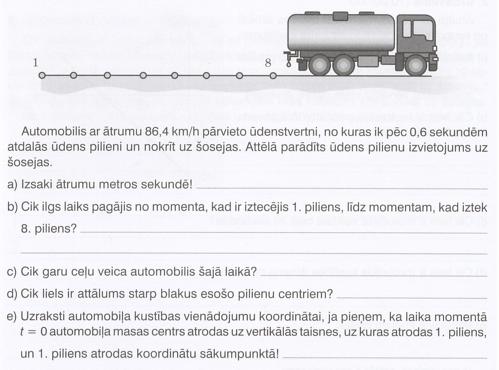 1
8
Automobilis ar ātrumu 86,4 km/h pārvieto ūdenstvertni, no kuras ik pēc 0,6 sekundēm
atdalās ūdens pilieni un nokrīt uz šosejas. Attēlā parādīts ūdens pilienu izvietojums uz
šosejas.
a) Izsaki ātrumu metros sekundē!
b) Cik ilgs laiks pagājis no momenta, kad ir iztecējis 1. piliens, līdz momentam, kad iztek
8. piliens?
c) Cik garu ceļu veica automobilis šajā laikā?
d) Cik liels ir attālums starp blakus esošo pilienu centriem?
e) Uzraksti automobiļa kustības vienādojumu koordinātai, ja pieņem, ka laika momentā
t = 0 automobiļa masas centrs atrodas uz vertikālās taisnes, uz kuras atrodas 1. piliens,
un 1. piliens atrodas koordinātu sākumpunktā!